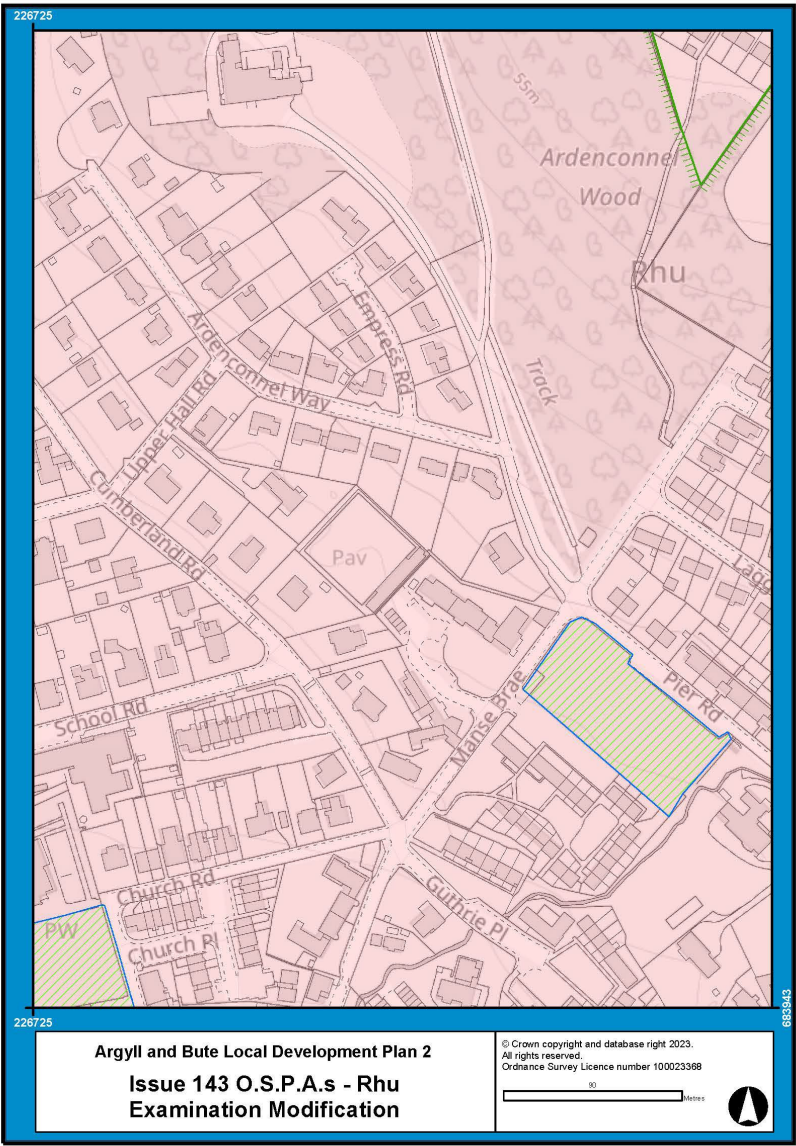 226725
55m
Ardenconnel
Wood
Rhu
Empress Rd
Ardenconnel Way
Track
Upper Hall Rd
Cumberland Rd
Pav
Lagg
Pier Rd
Manse Brae
School Rd
Church Rd
Guthrie Pl
PW
Church Pl
226725
683943
Argyll and Bute Local Development Plan 2
Issue 143 O.S.P.A.s - Rhu
Examination Modification
© Crown copyright and database right 2023.
All rights reserved.
Ordnance Survey Licence number 100023368
90
Metres